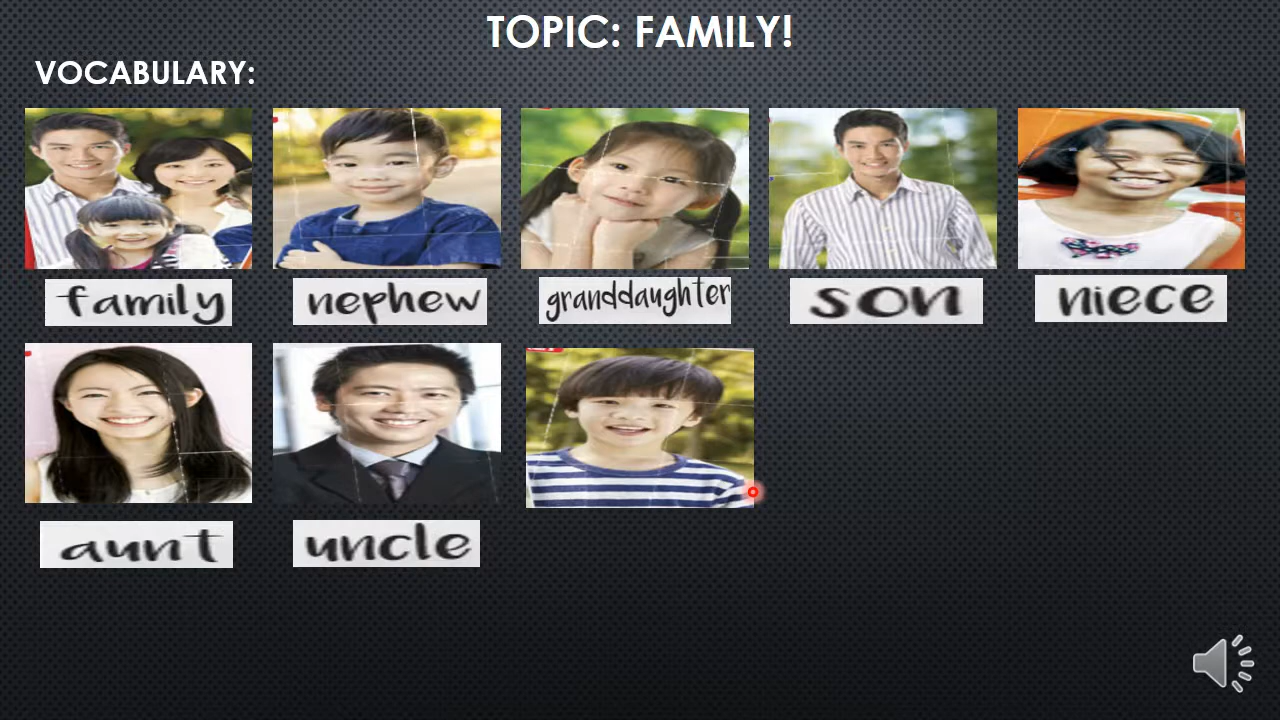 TOPIC: FAMILY!
VOCABULARY:
family
nephew
granddaughter
son
niece
aunt
uncle